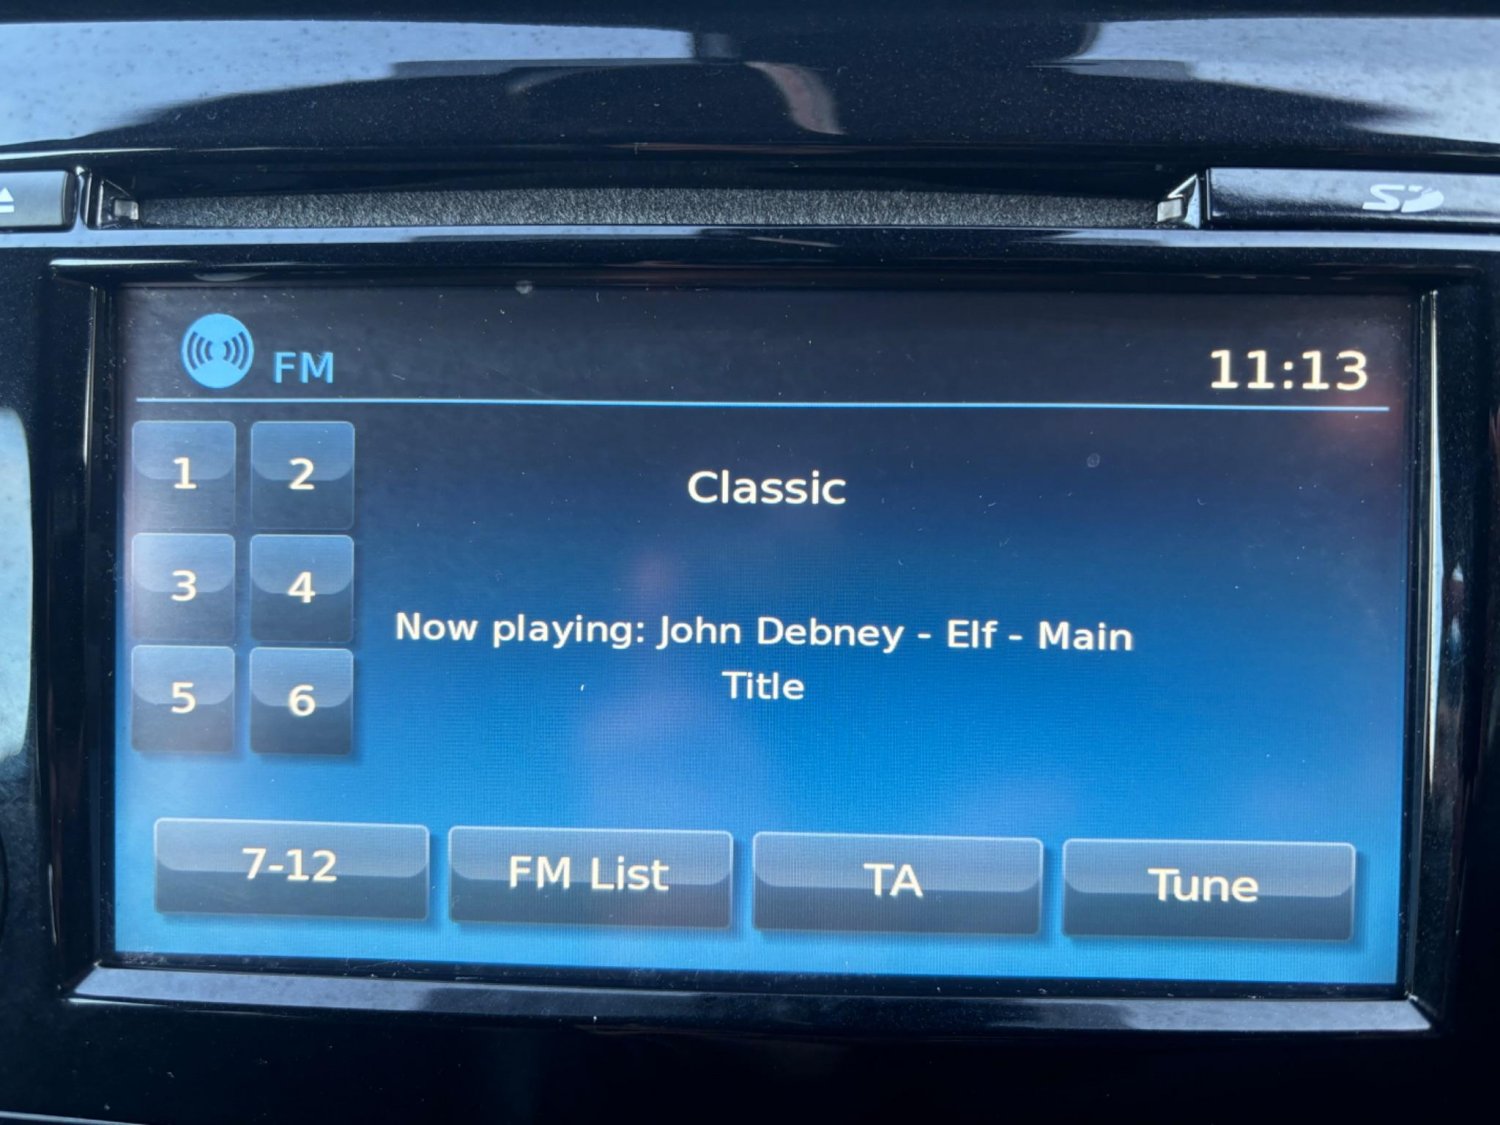 SD
FM
11:13
1 2
3 4
5 6
Classic
Now playing: John Debney - Elf - Main
Title
7-12 FM List TA Tune